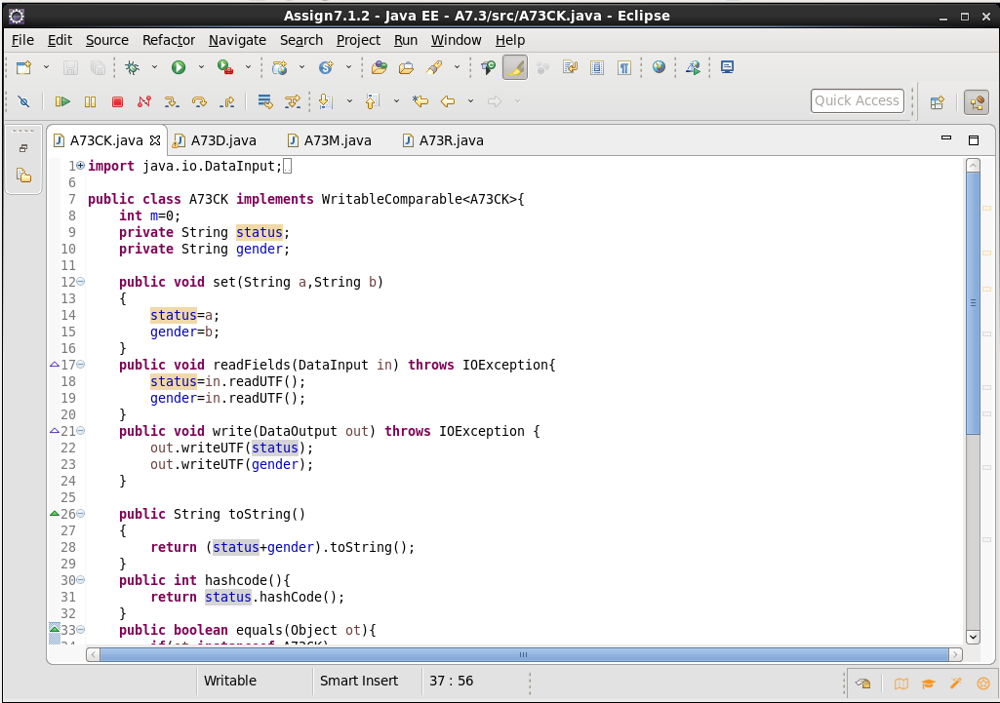 Assign7.1.2 - Java EE - A7.3/src/A73CK.java - Eclipse
File Edit Source Refactor Navigate Search Project Run Window Help
Quick Access
A73CK.java A73D.java A73M.java A73R.java
1 import java.io.DataInput;
6
7 public class A73CK implements WritableComparable<A73CK>{
8 int m=0;
9 private String status;
10 private String gender;
11
12 public void set(String a,String b)
13 {
14 status=a;
15 gender=b;
16 }
17 public void readFields(DataInput in) throws IOException{
18 status=in.readUTF();
19 gender=in.readUTF();
20 }
21 public void write(DataOutput out) throws IOException {
22 out.writeUTF(status);
23 out.writeUTF(gender);
24 }
25
26 public String toString()
27 {
28 return (status+gender).toString();
29 }
30 public int hashcode(){
31 return status.hashCode();
32 }
33 public boolean equals(Object ot){
34 if(ot instanceof A73CK)
Writable Smart Insert 37 : 56